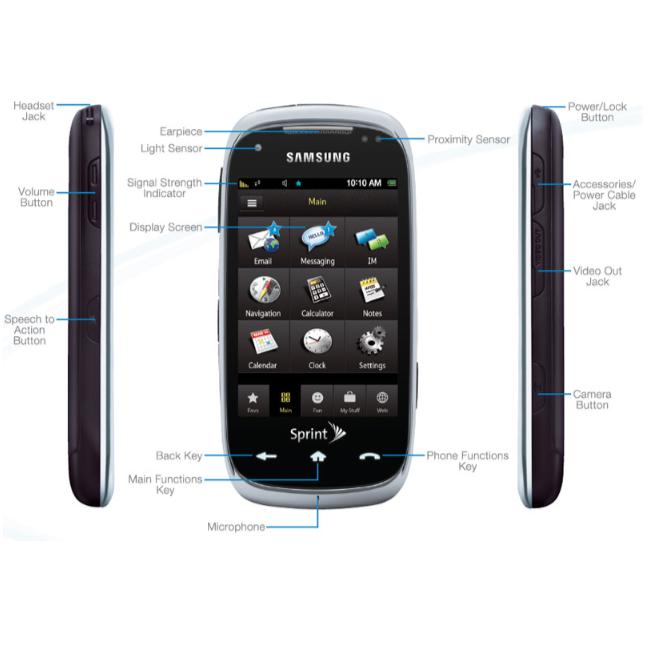 Headset
Jack
Volume
Button
Speech to
Action
Button
Earpiece
Light Sensor
Signal Strength
Indicator
Display Screen
Back Key
Main Functions
Key
Microphone
SAMSUNG
10:10 AM
Main
HELLO
Email
Messaging
IM
Navigation
Calculator
Notes
Calendar
Clock
Settings
Favs
Main
Fun
My Stuff
Web
Sprint
Proximity Sensor
Phone Functions
Key
Power/Lock
Button
Accessories/
Power Cable
Jack
Video Out
Jack
Camera
Button